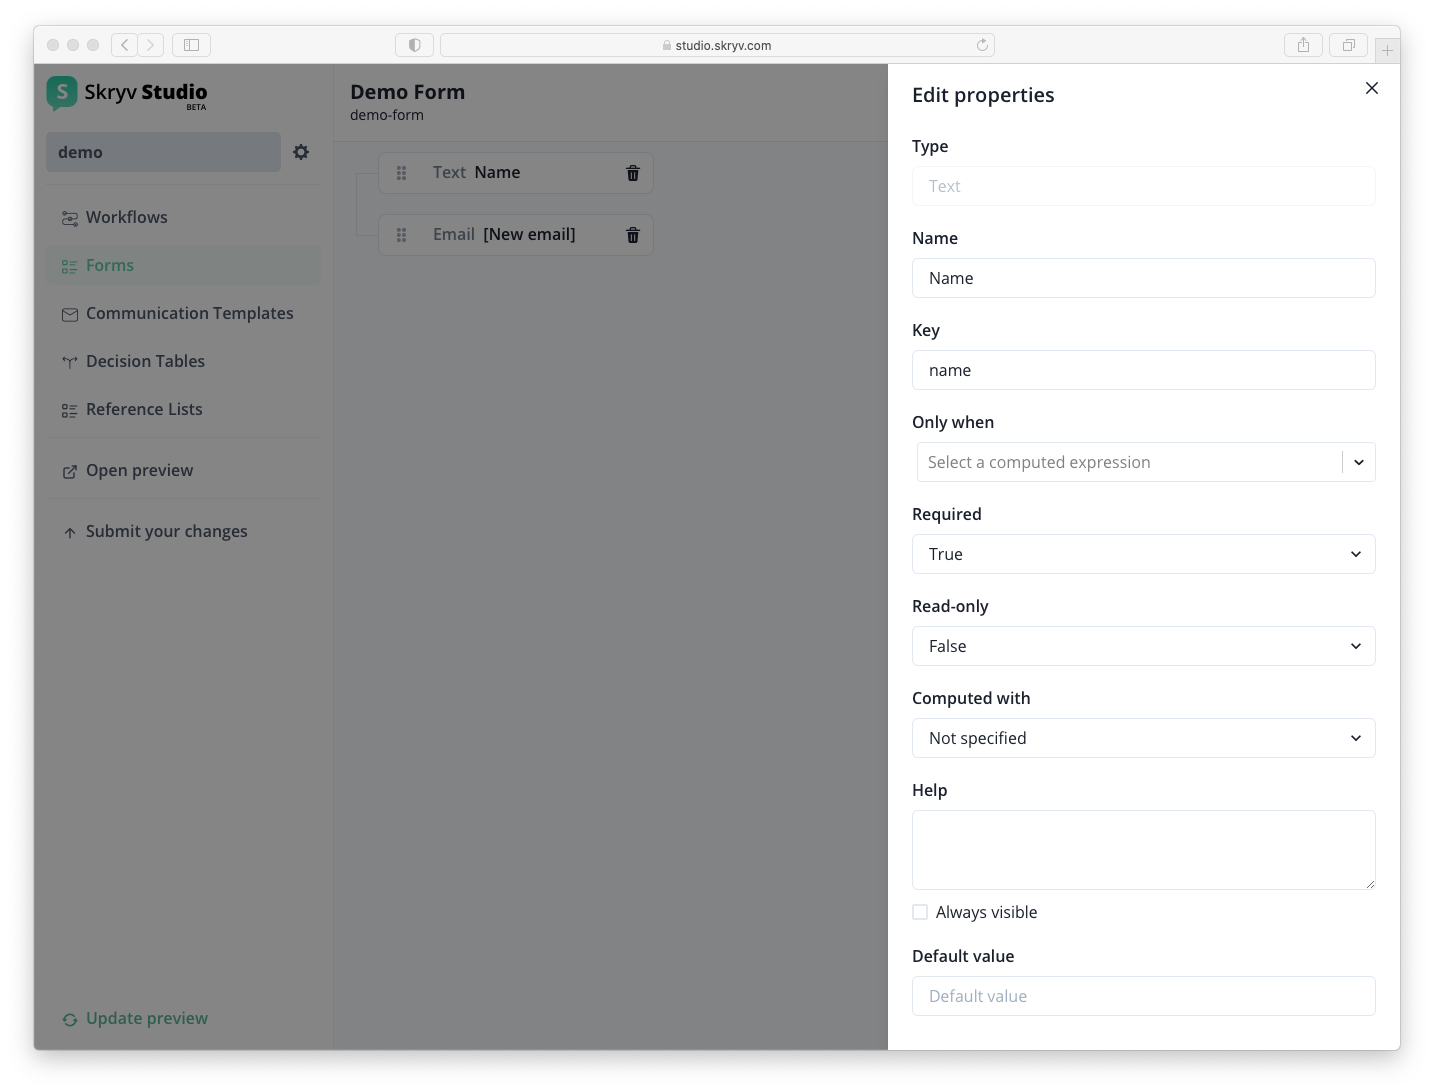 studio.skryv.com
S Skryv Studio
BETA
demo
Workflows
Forms
Communication Templates
Decision Tables
Reference Lists
Open preview
Submit your changes
Update preview
Demo Form
demo-form
Text Name
Email [New email]
Edit properties
Type
Text
Name
Name
Key
name
Only when
Select a computed expression
Required
True
Read-only
False
Computed with
Not specified
Help
Always visible
Default value
Default value